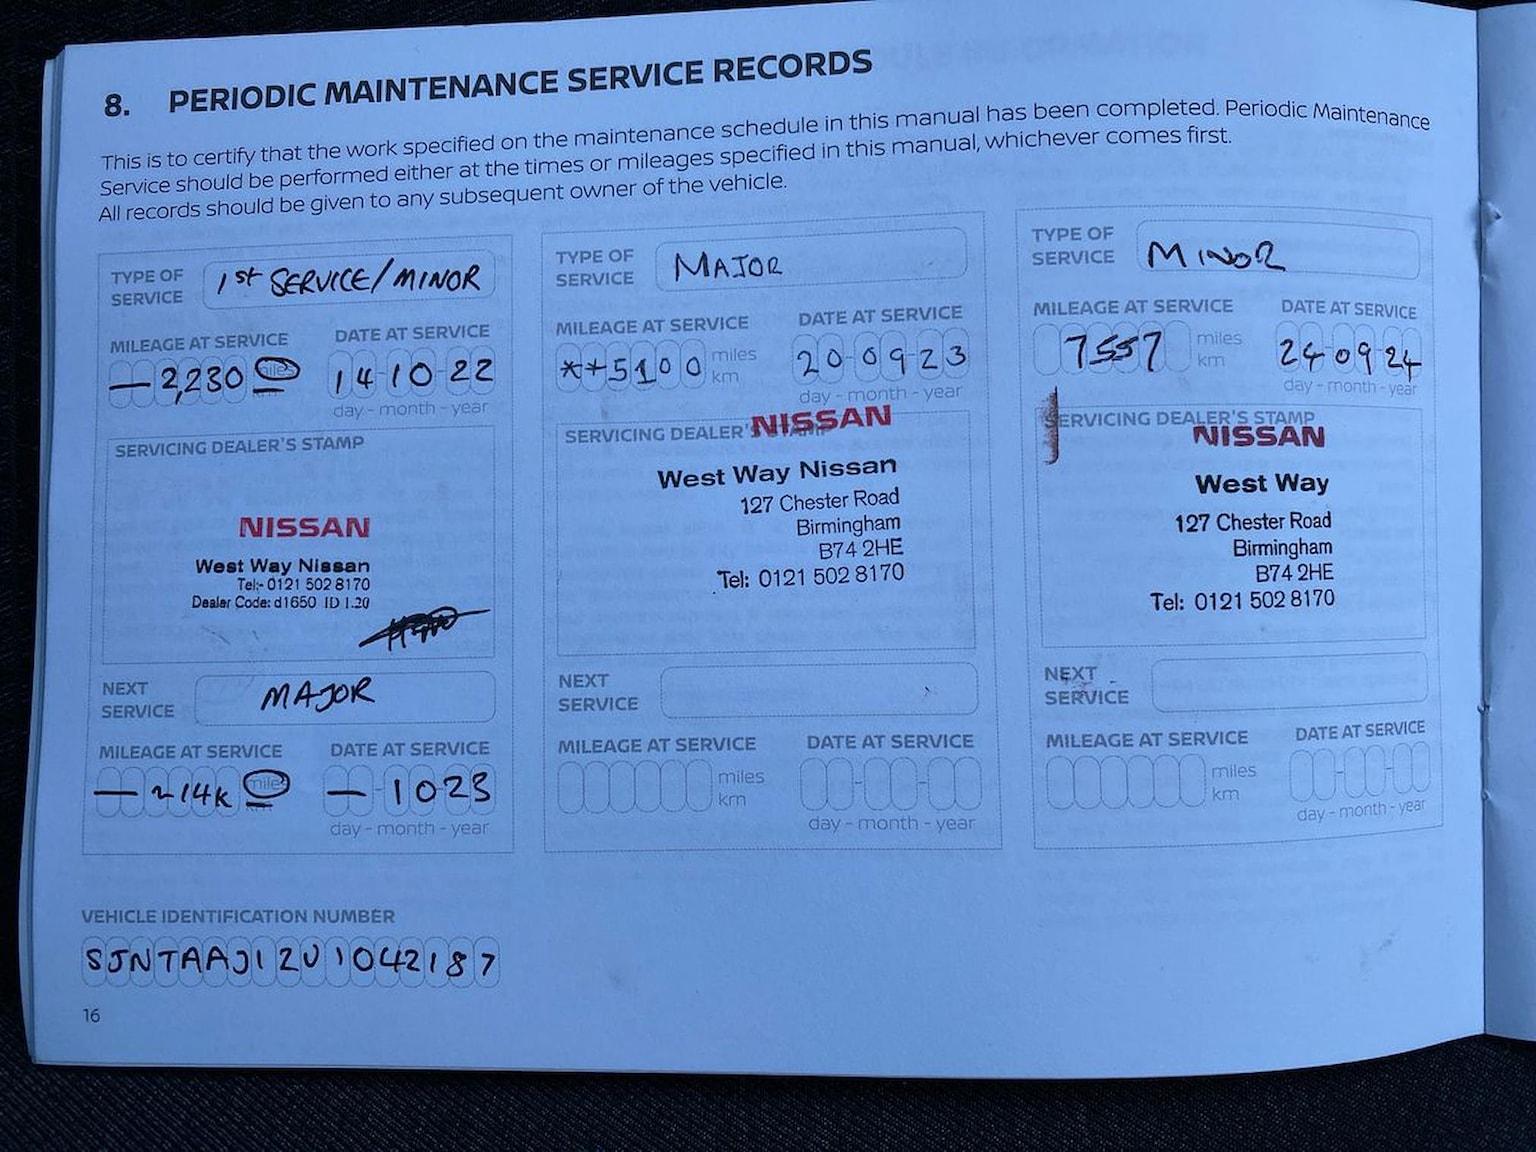 8. PERIODIC MAINTENANCE SERVICE RECORDS
This is to certify that the work specified on the maintenance schedule in this manual has been completed. Periodic Maintenance
Service should be performed either at the times or mileages specified in this manual, whichever comes first.
All records should be given to any subsequent owner of the vehicle.
TYPE OF
SERVICE
1st SERVICE/MINOR
MILEAGE AT SERVICE
DATE AT SERVICE
— 2,230 miles
14-10-22
day - month - year
SERVICING DEALER'S STAMP
NISSAN
West Way Nissan
Tel:- 0121 502 8170
Dealer Code: d1650 ID 1.20
NEXT
SERVICE
MAJOR
MILEAGE AT SERVICE
DATE AT SERVICE
— ~14K miles
— 1023
day - month - year
TYPE OF
SERVICE
MAJOR
MILEAGE AT SERVICE
DATE AT SERVICE
**5100 miles
km
20-09-23
day - month - year
SERVICING DEALER'S STAMP
NISSAN
West Way Nissan
127 Chester Road
Birmingham
B74 2HE
Tel: 0121 502 8170
NEXT
SERVICE
MILEAGE AT SERVICE
DATE AT SERVICE
miles
km
day - month - year
TYPE OF
SERVICE
MINOR
MILEAGE AT SERVICE
DATE AT SERVICE
7557 miles
km
24-09-24
day - month - year
SERVICING DEALER'S STAMP
NISSAN
West Way
127 Chester Road
Birmingham
B74 2HE
Tel: 0121 502 8170
NEXT
SERVICE
MILEAGE AT SERVICE
DATE AT SERVICE
miles
km
day - month - year
VEHICLE IDENTIFICATION NUMBER
SJNTAAJ12U1042187
16